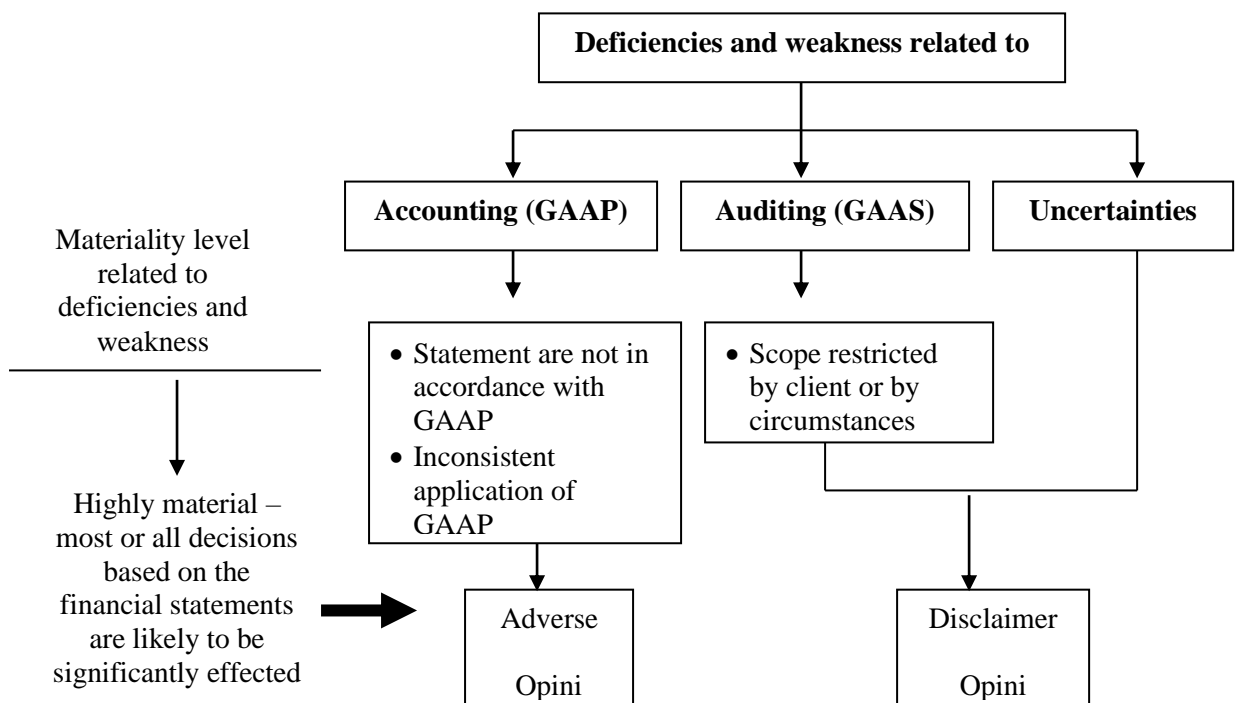 Deficiencies and weakness related to
Accounting (GAAP)
Auditing (GAAS)
Uncertainties
Materiality level
related to
deficiencies and
weakness
• Statement are not in
accordance with
GAAP
• Inconsistent
application of
GAAP
• Scope restricted
by client or by
circumstances
Highly material –
most or all decisions
based on the
financial statements
are likely to be
significantly effected
Adverse
Opini
Disclaimer
Opini